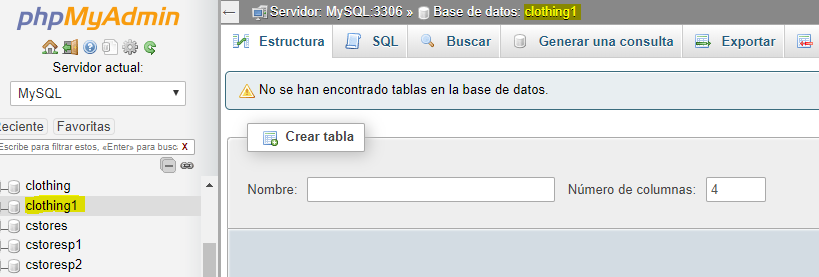 phpMyAdmin
Servidor actual:
MySQL
eciente Favoritas
Escribe para filtrar estos, «Enter» para busc X
clothing
clothing1
cstores
cstoresp1
cstoresp2
Servidor: MySQL:3306 » Base de datos: clothing1
Estructura SQL Buscar Generar una consulta Exportar
No se han encontrado tablas en la base de datos.
Crear tabla
Nombre: Número de columnas: 4